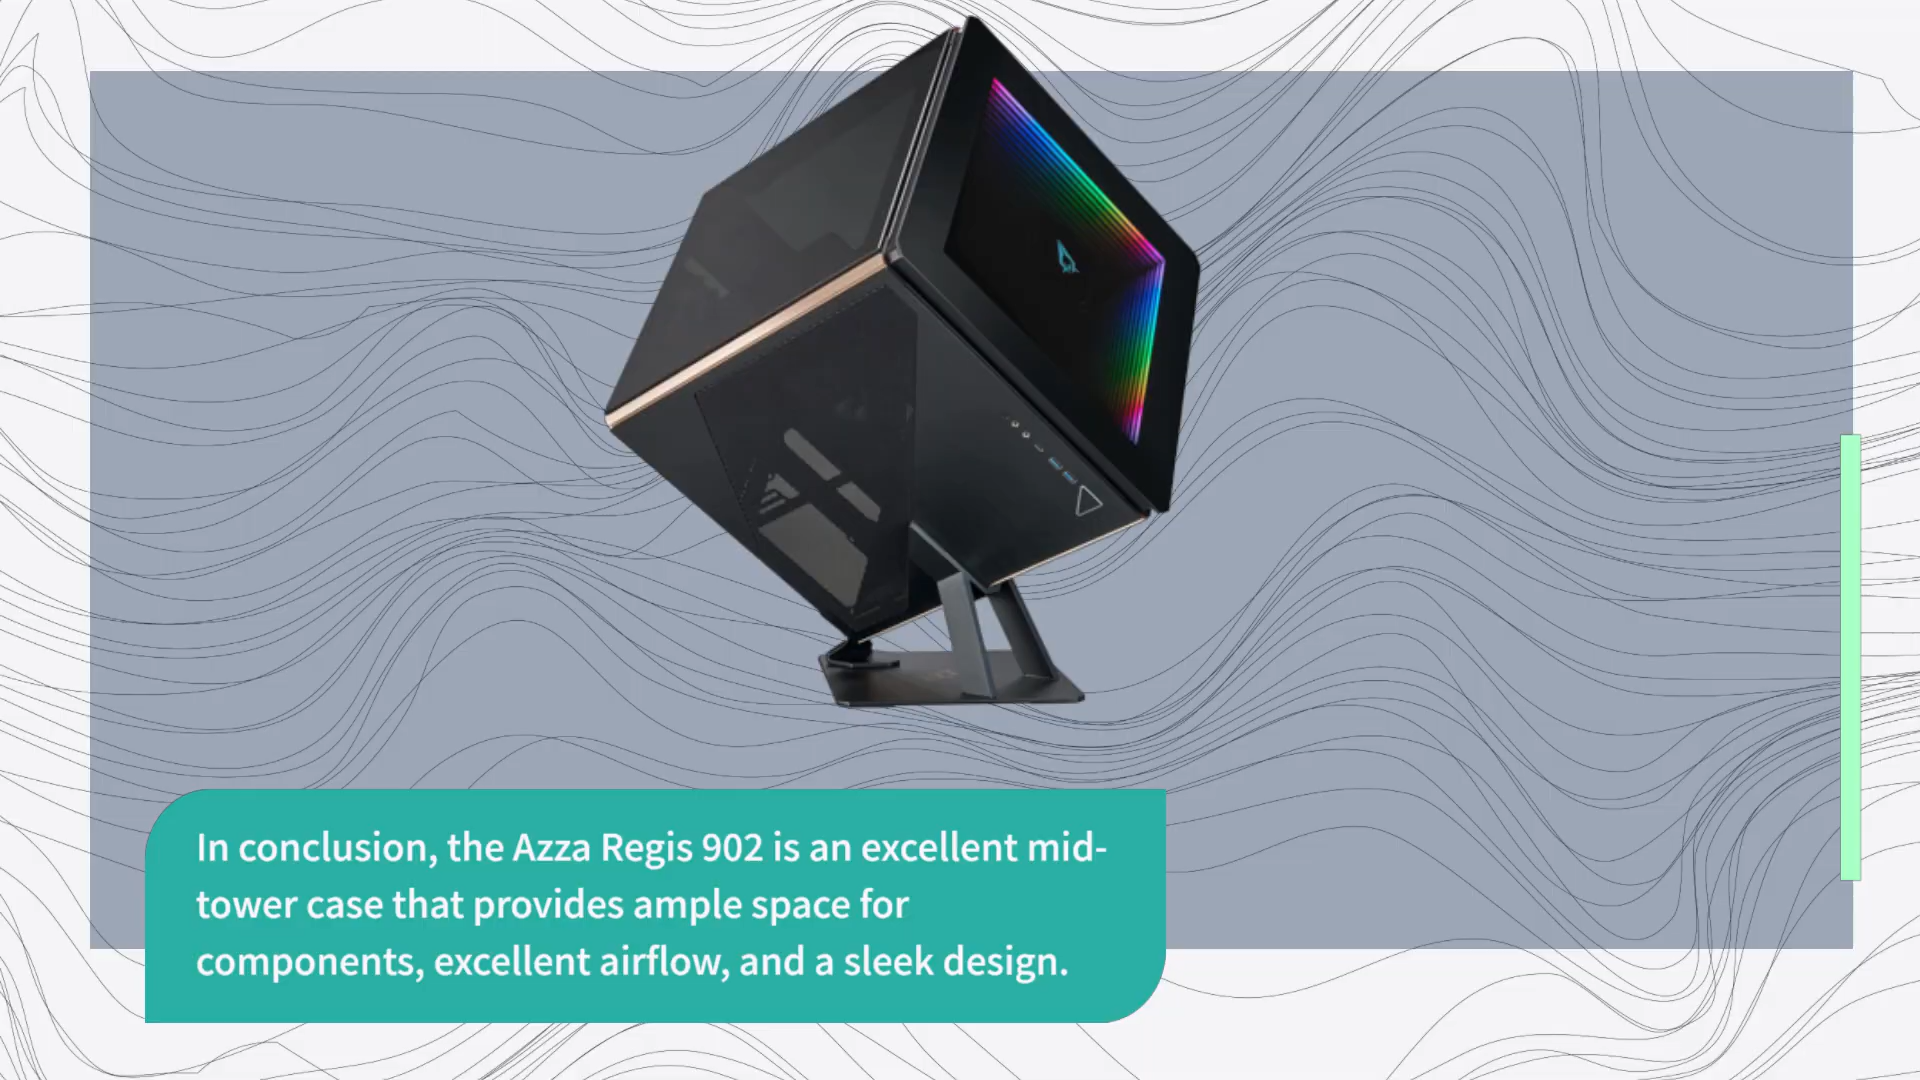 In conclusion, the Azza Regis 902 is an excellent mid-
tower case that provides ample space for
components, excellent airflow, and a sleek design.